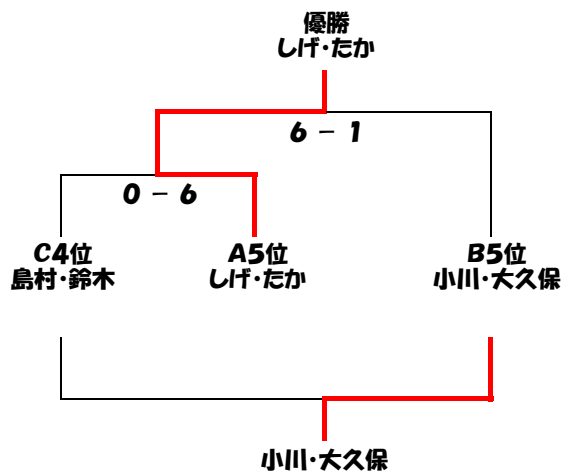 優勝
しげ・たか
6 － 1
0 － 6
C4位
島村・鈴木
A5位
しげ・たか
B5位
小川・大久保
小川・大久保